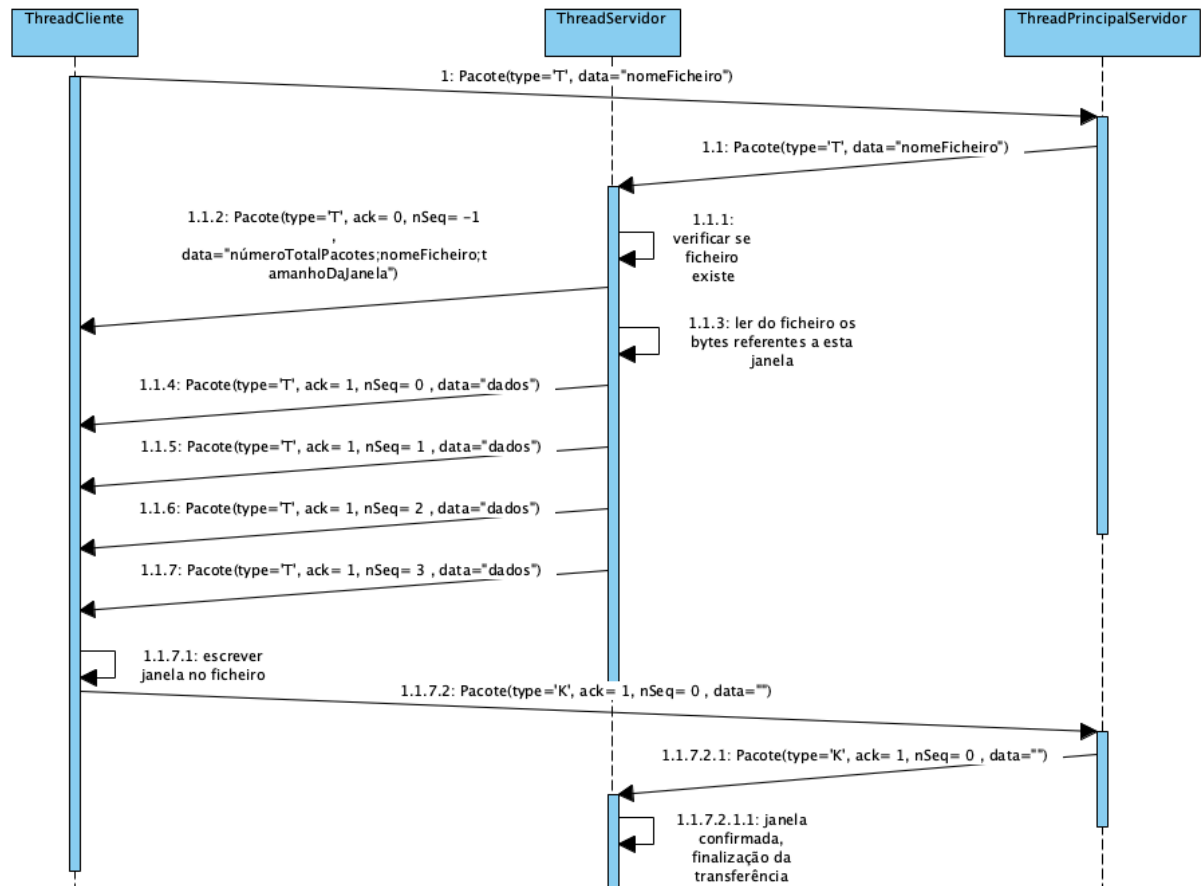 ThreadCliente
ThreadServidor
ThreadPrincipalServidor
1: Pacote(type='T', data="nomeFicheiro")
1.1: Pacote(type='T', data="nomeFicheiro")
1.1.2: Pacote(type='T', ack= 0, nSeq= -1
,
data="númeroTotalPacotes;nomeFicheiro;t
amanhoDaJanela")
1.1.1:
verificar se
ficheiro
existe
1.1.3: ler do ficheiro os
bytes referentes a esta
janela
1.1.4: Pacote(type='T', ack= 1, nSeq= 0 , data="dados")
1.1.5: Pacote(type='T', ack= 1, nSeq= 1 , data="dados")
1.1.6: Pacote(type='T', ack= 1, nSeq= 2 , data="dados")
1.1.7: Pacote(type='T', ack= 1, nSeq= 3 , data="dados")
1.1.7.1: escrever
janela no ficheiro
1.1.7.2: Pacote(type='K', ack= 1, nSeq= 0 , data="")
1.1.7.2.1: Pacote(type='K', ack= 1, nSeq= 0 , data="")
1.1.7.2.1.1: janela
confirmada,
finalização da
transferência